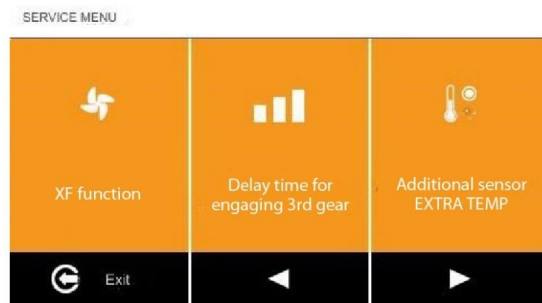 SERVICE MENU
XF function
Delay time for
engaging 3rd gear
Additional sensor
EXTRA TEMP
Exit